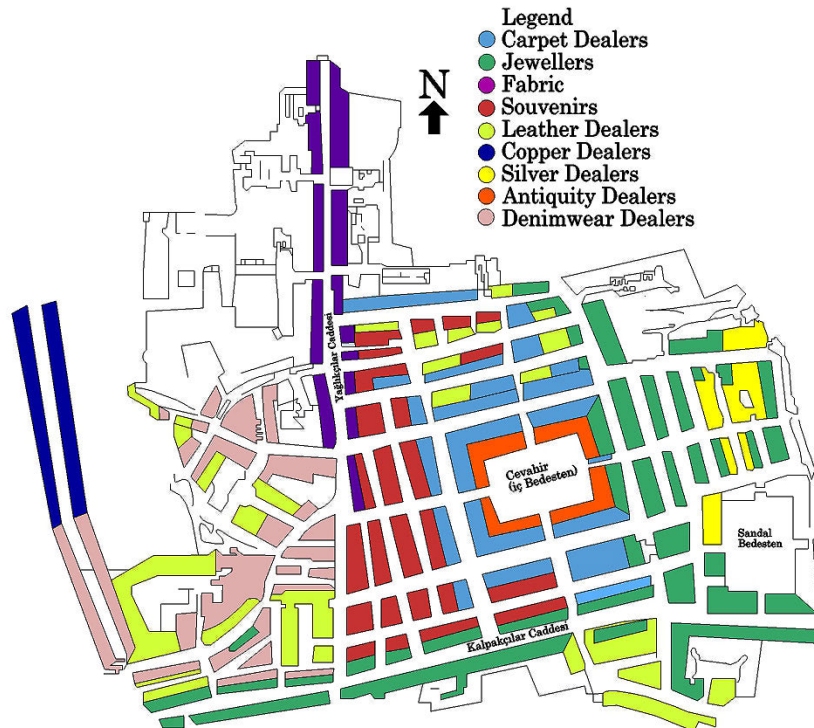 Legend
Carpet Dealers
Jewellers
Fabric
Souvenirs
Leather Dealers
Copper Dealers
Silver Dealers
Antiquity Dealers
Denimwear Dealers
N
Yağlıkçılar Caddesi
Cevahir
(iç Bedesten)
Sandal
Bedesten
Kalpakçılar Caddesi